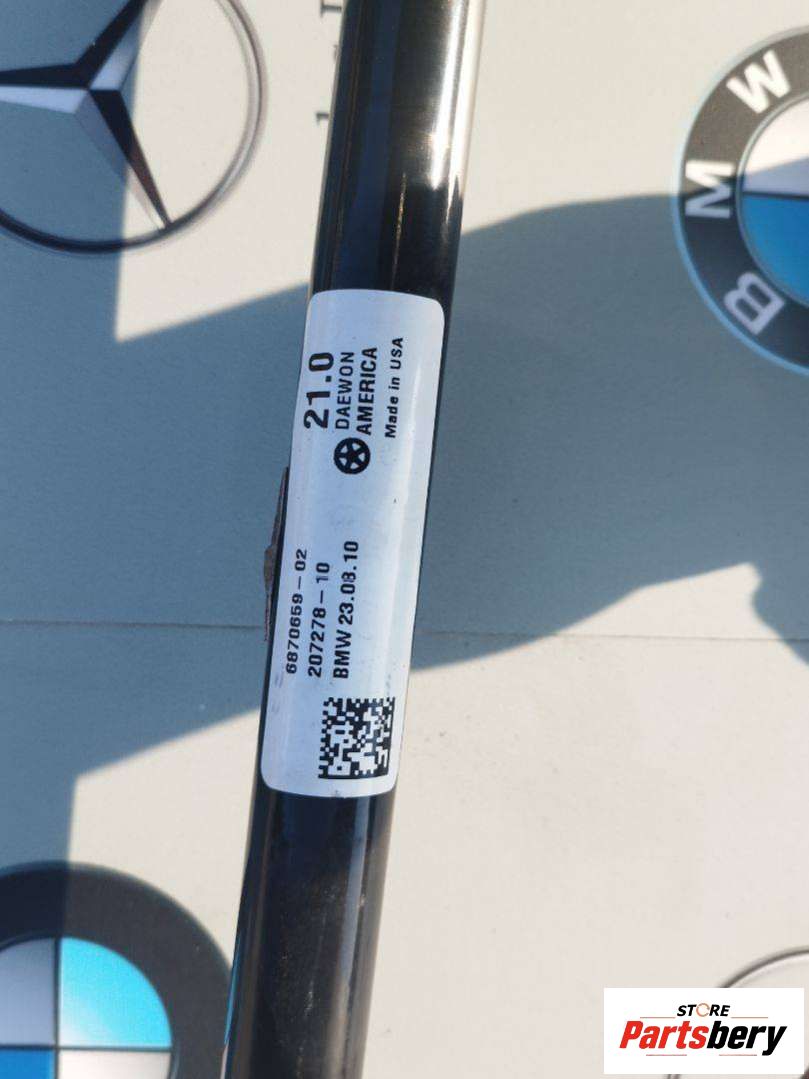 21.0
DAEWON
AMERICA
Made in USA
6870659-02
207278-10
BMW 23.08.10
BMW
STORE
Partsbery